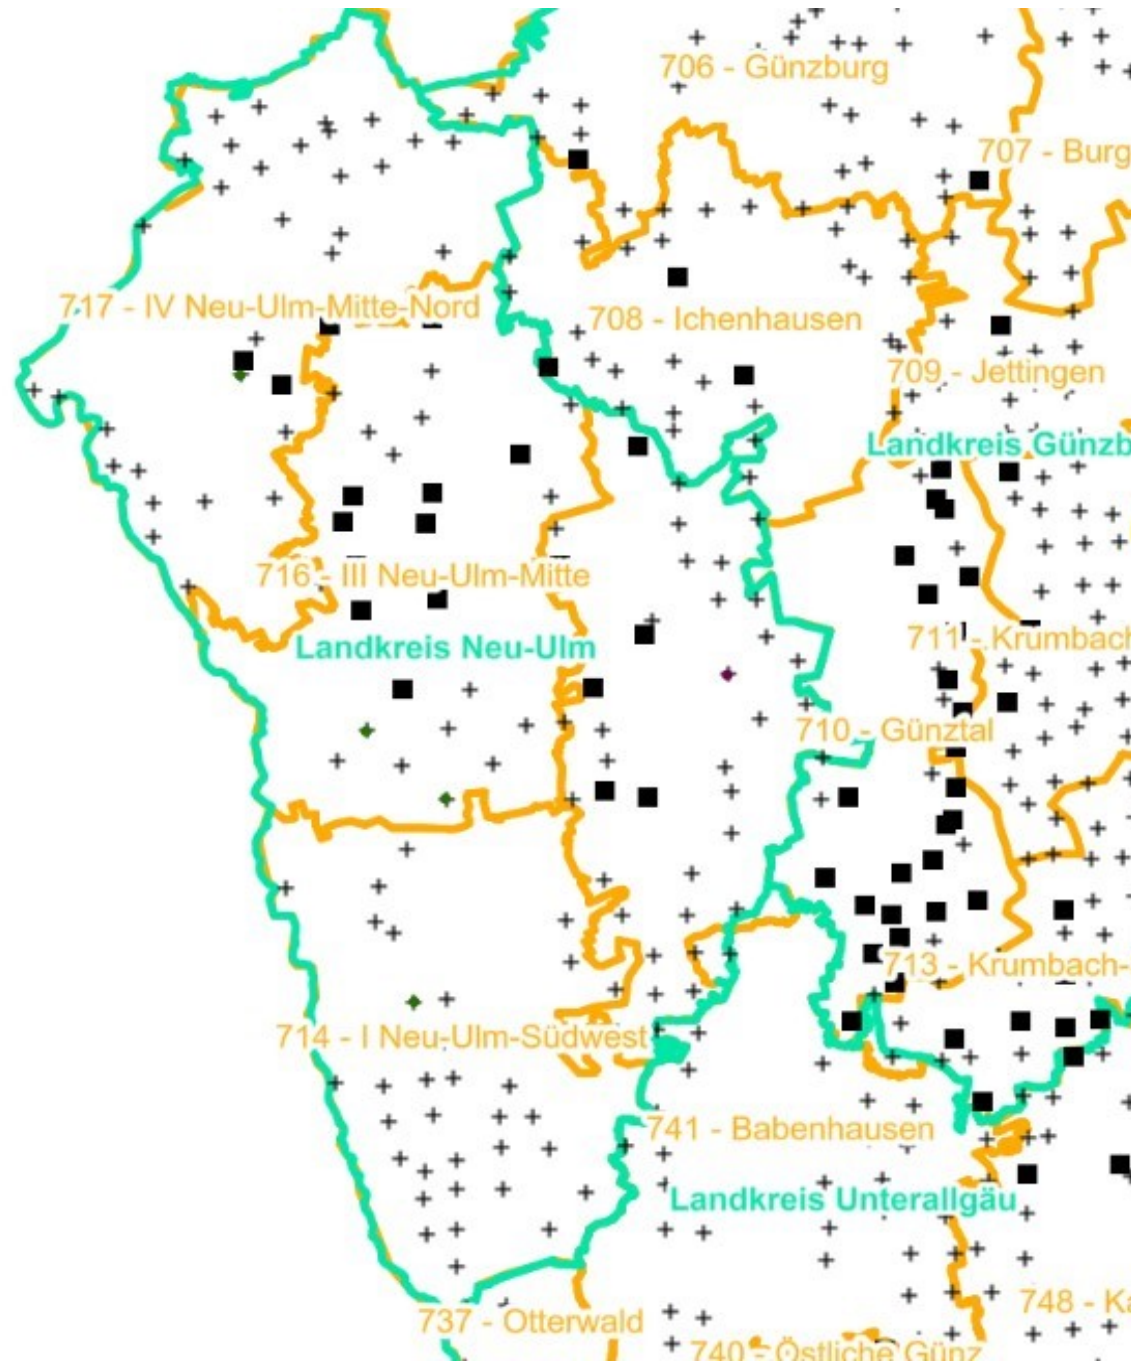 706 - Günzburg
707 - Burg
717 - IV Neu-Ulm-Mitte-Nord
708 - Ichenhausen
709 - Jettingen
Landkreis Günzb
716 - III Neu-Ulm-Mitte
711 - Krumbach
Landkreis Neu-Ulm
710 - Günztal
713 - Krumbach-
714 - I Neu-Ulm-Südwest
741 - Babenhausen
Landkreis Unterallgäu
748 - Ka
737 - Otterwald
740 - Östliche Günz